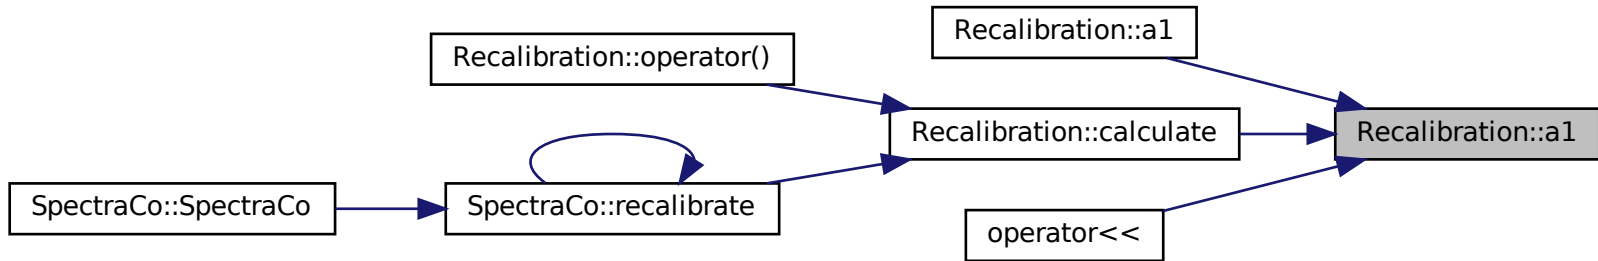 Recalibration::a1
Recalibration::operator()
Recalibration::calculate
Recalibration::a1
SpectraCo::SpectraCo
SpectraCo::recalibrate
operator<<